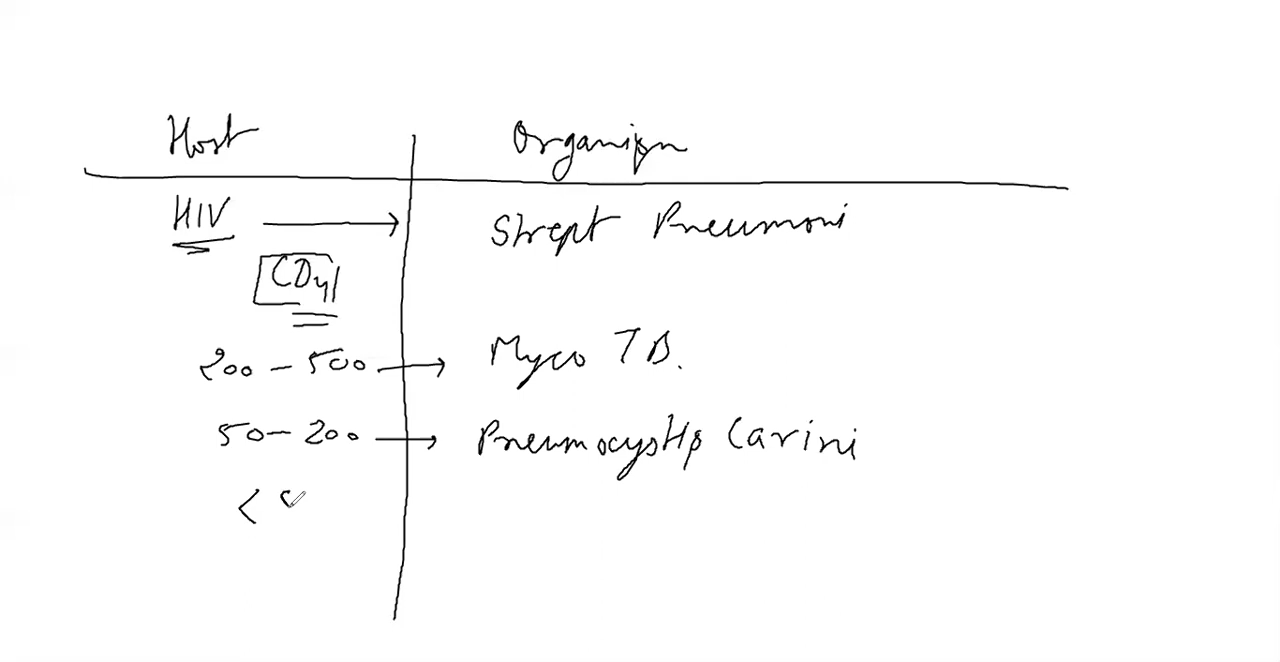 Host Organism
HIV → Strept Pneumoni
CD4
200 - 500 → Myco TB.
50 - 200 → Pneumocystis Carini
<